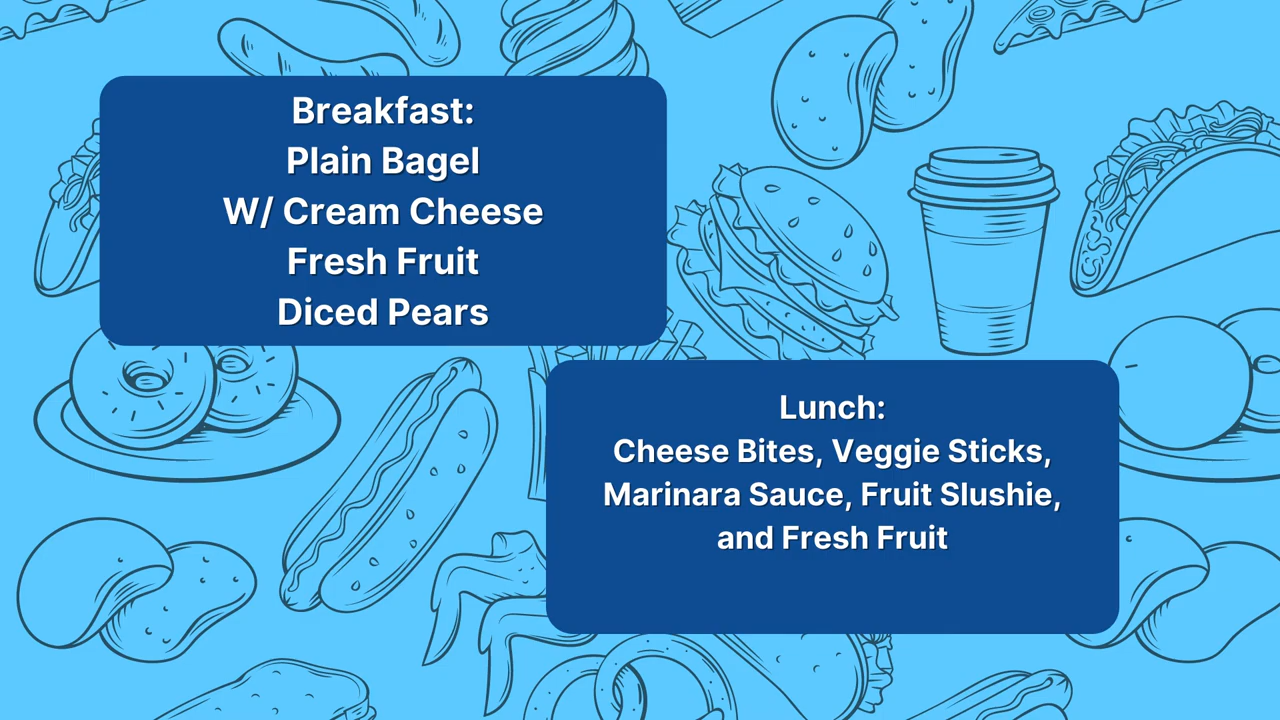 Breakfast:
Plain Bagel
W/ Cream Cheese
Fresh Fruit
Diced Pears
Lunch:
Cheese Bites, Veggie Sticks,
Marinara Sauce, Fruit Slushie,
and Fresh Fruit